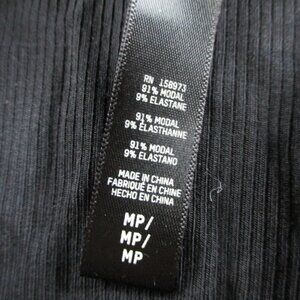 RN 158973
91% MODAL
9% ELASTANE
91% MODAL
9% ÉLASTHANNE
91% MODAL
9% ELASTANO
MADE IN CHINA
FABRIQUÉ EN CHINE
HECHO EN CHINA
MP/
MP/
MP